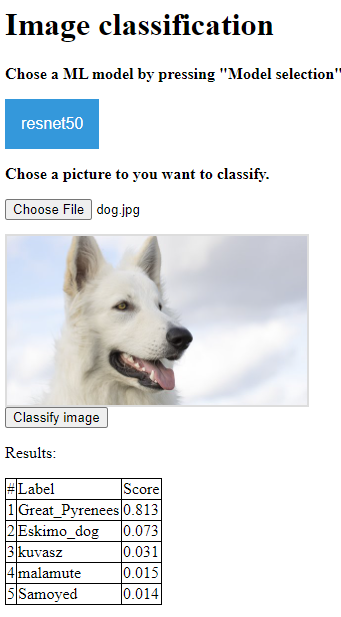 Image classification
Chose a ML model by pressing "Model selection"
resnet50
Chose a picture to you want to classify.
Choose File dog.jpg
Classify image
Results:
# Label Score
1 Great_Pyrenees 0.813
2 Eskimo_dog 0.073
3 kuvasz 0.031
4 malamute 0.015
5 Samoyed 0.014